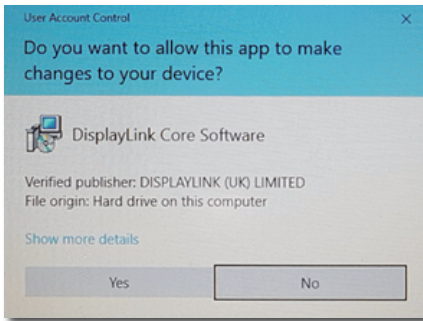 User Account Control
Do you want to allow this app to make
changes to your device?
DisplayLink Core Software
Verified publisher: DISPLAYLINK (UK) LIMITED
File origin: Hard drive on this computer
Show more details
Yes
No